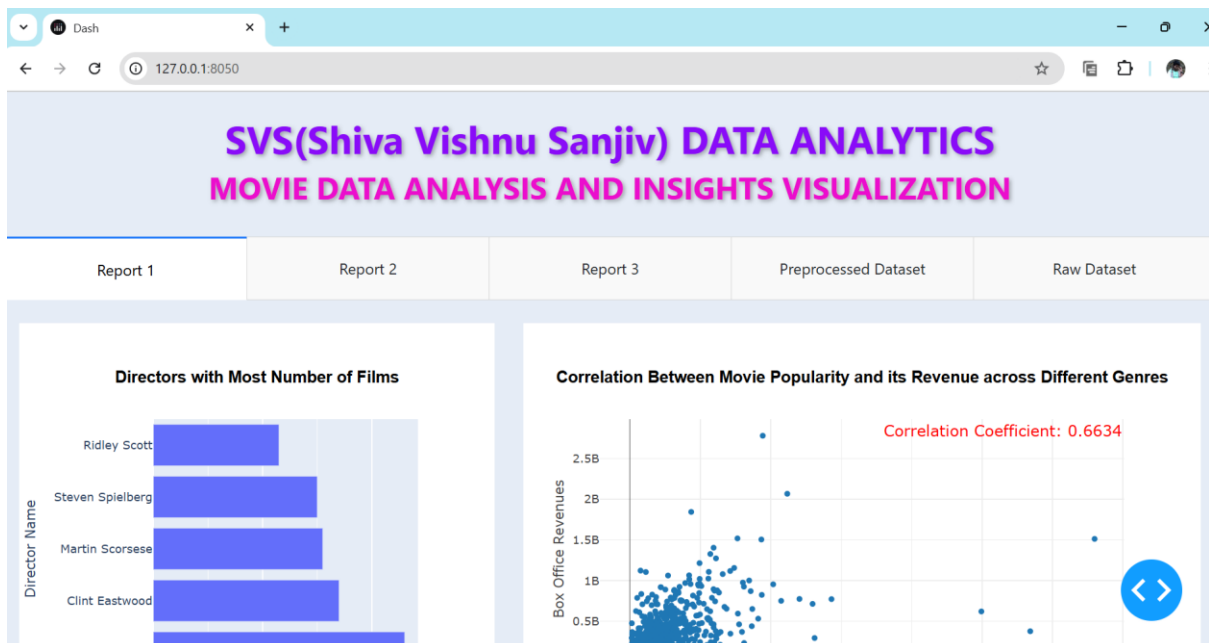 Dash
127.0.0.1:8050
SVS(Shiva Vishnu Sanjiv) DATA ANALYTICS
MOVIE DATA ANALYSIS AND INSIGHTS VISUALIZATION
Report 1
Report 2
Report 3
Preprocessed Dataset
Raw Dataset
Directors with Most Number of Films
Director Name
Ridley Scott
Steven Spielberg
Martin Scorsese
Clint Eastwood
Correlation Between Movie Popularity and its Revenue across Different Genres
Correlation Coefficient: 0.6634
Box Office Revenues
2.5B
2B
1.5B
1B
0.5B